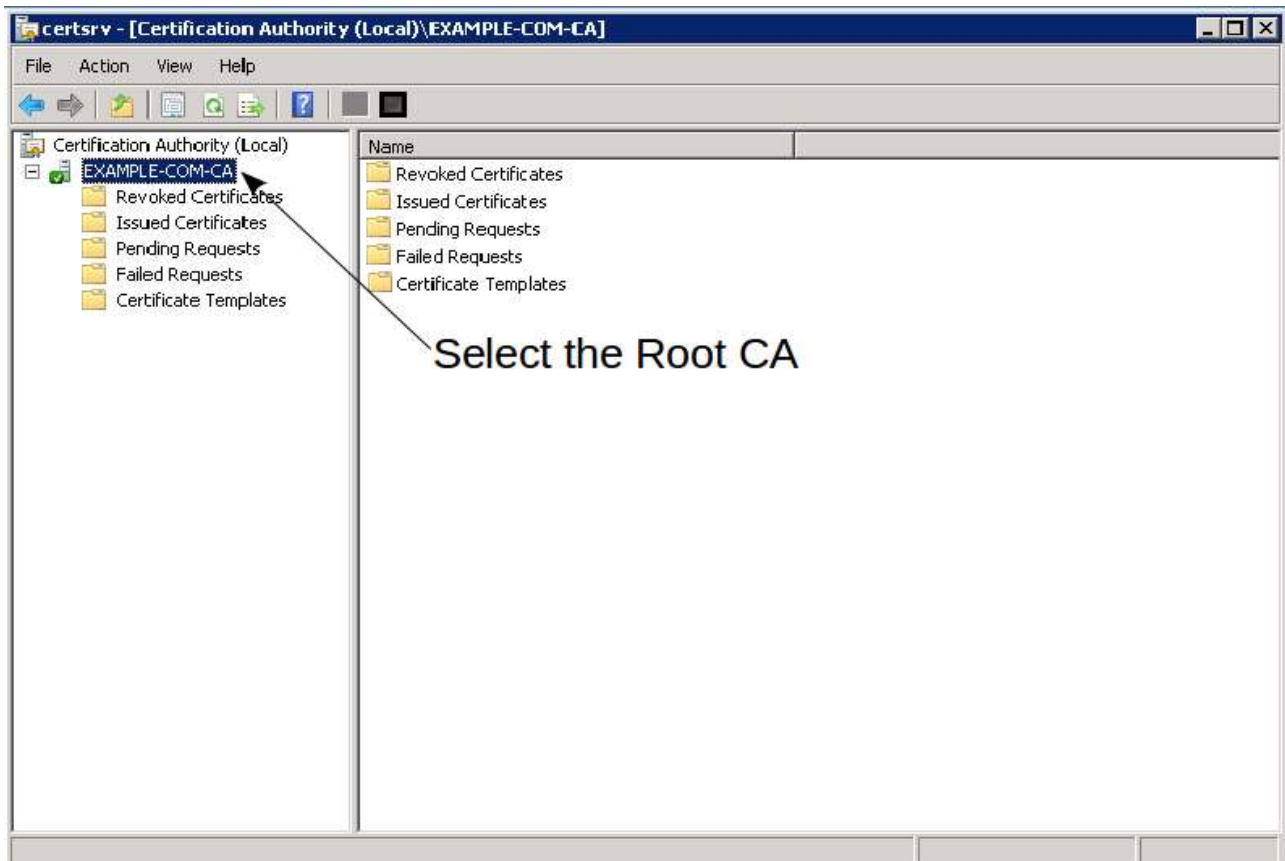 certsrv - [Certification Authority (Local)\EXAMPLE-COM-CA]
File Action View Help
Certification Authority (Local)
EXAMPLE-COM-CA
Revoked Certificates
Issued Certificates
Pending Requests
Failed Requests
Certificate Templates
Name
Revoked Certificates
Issued Certificates
Pending Requests
Failed Requests
Certificate Templates
Select the Root CA